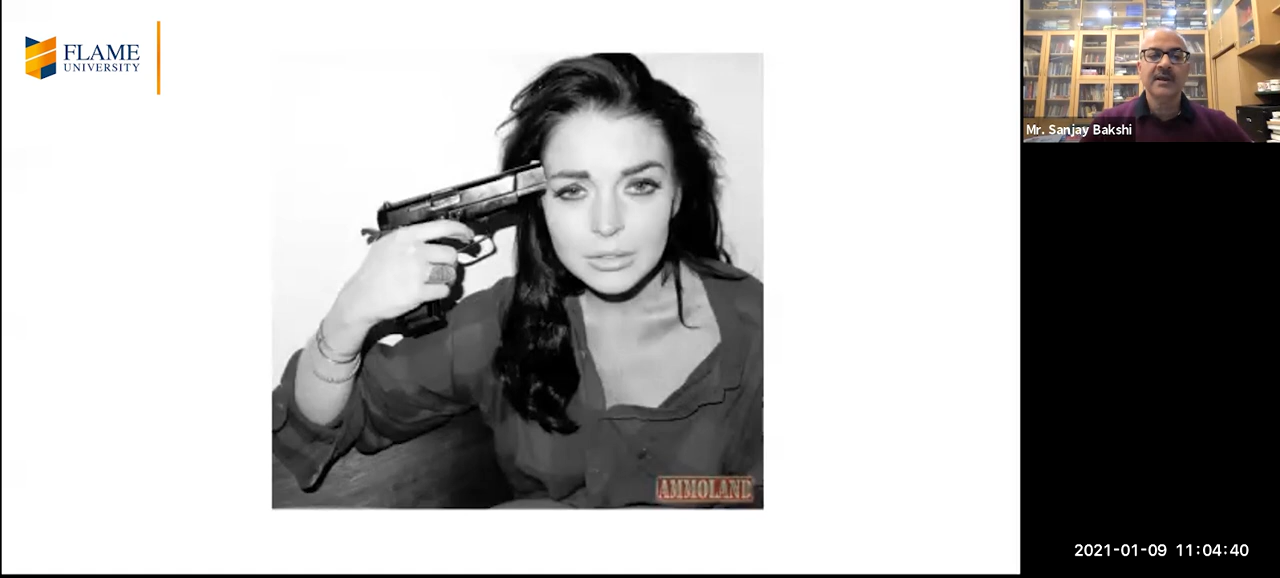 FLAME
UNIVERSITY
Mr. Sanjay Bakshi
AMMOLAND
2021-01-09 11:04:40